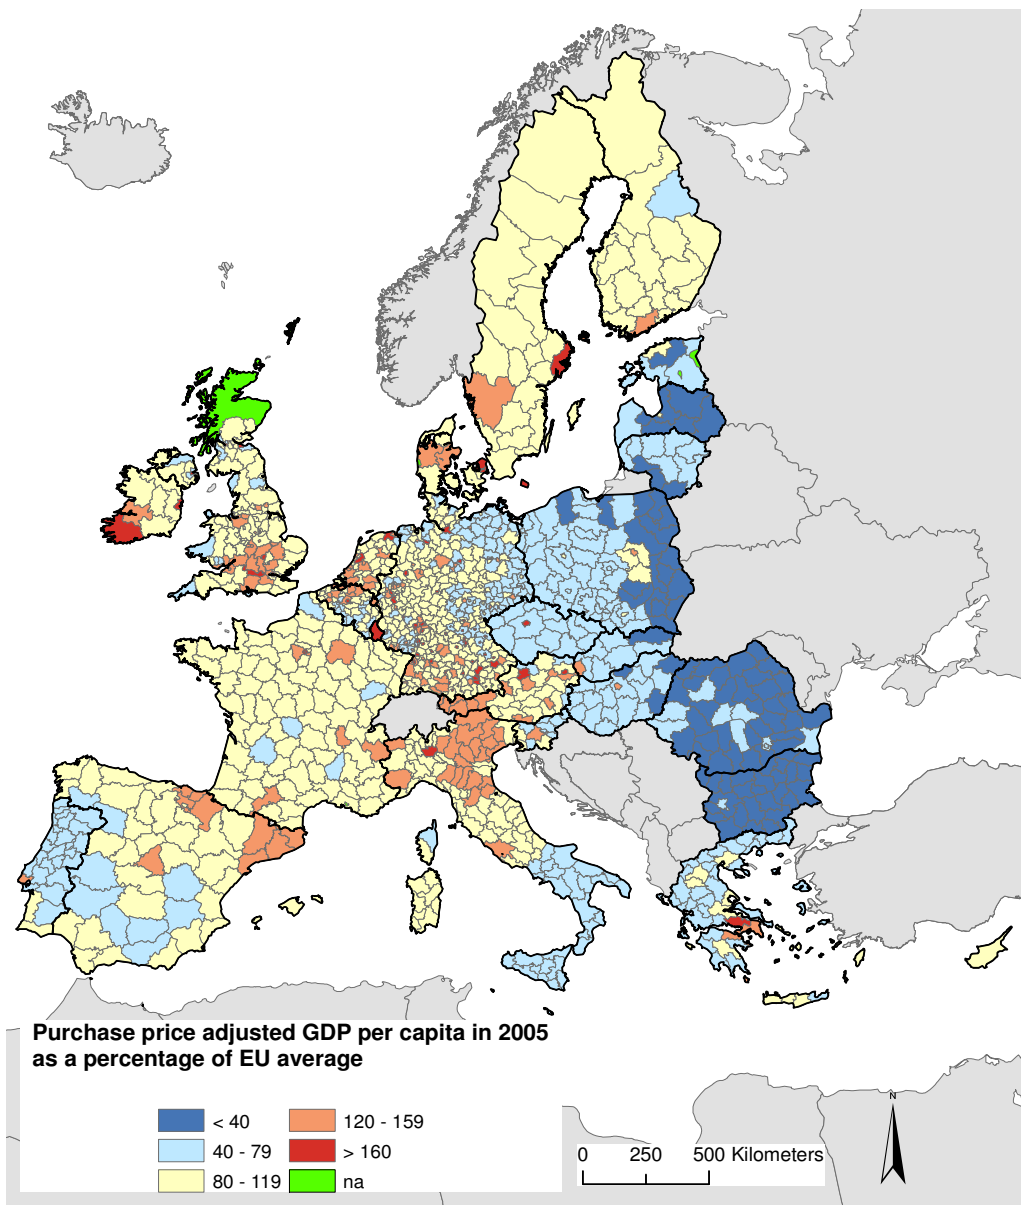 Purchase price adjusted GDP per capita in 2005
as a percentage of EU average
< 40
120 - 159
40 - 79
> 160
80 - 119
na
0 250 500 Kilometers
N